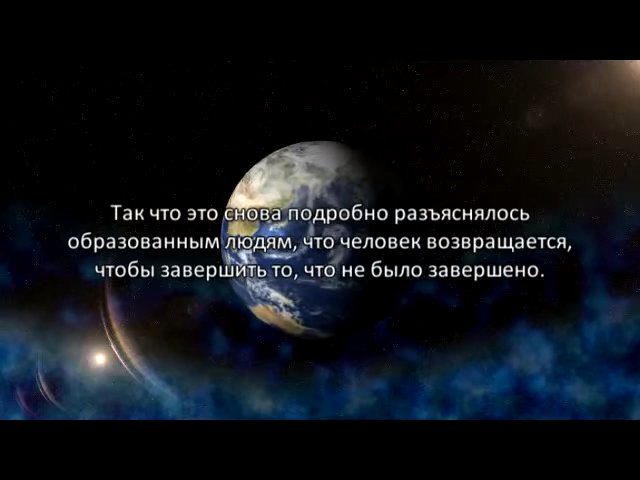 Так что это снова подробно разъяснялось
образованным людям, что человек возвращается,
чтобы завершить то, что не было завершено.